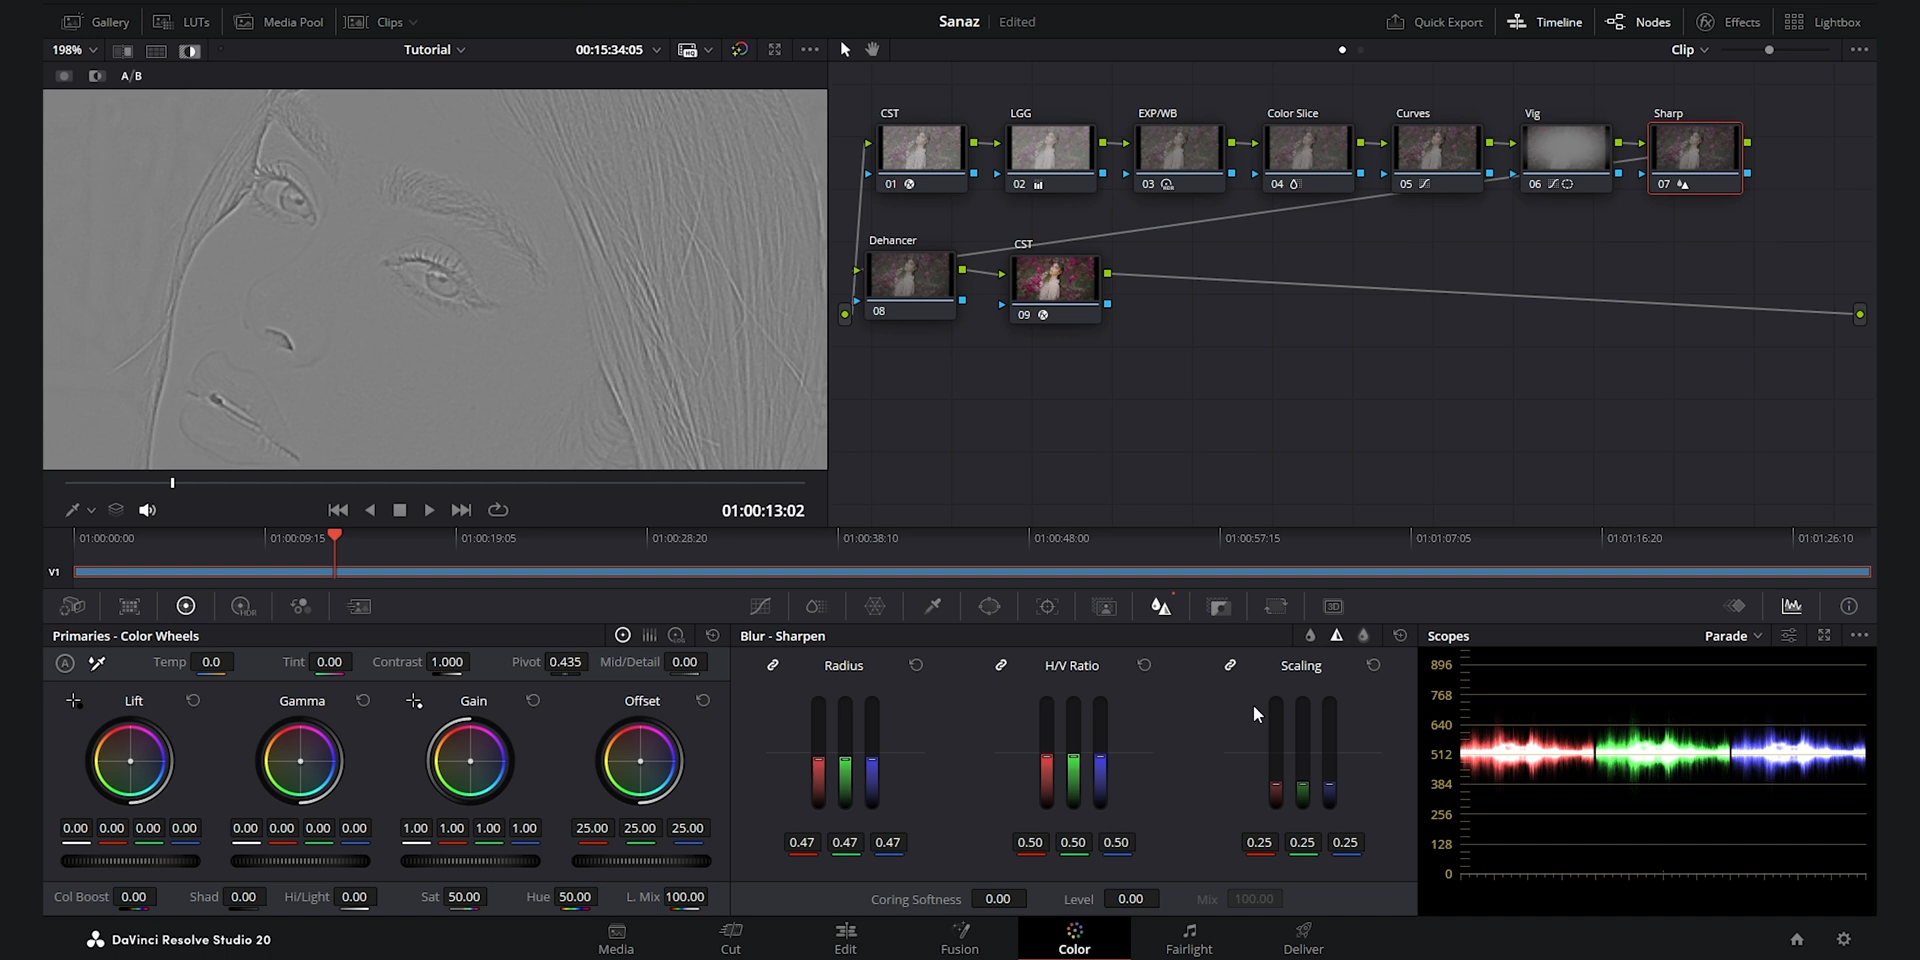 Gallery LUTs Media Pool Clips Sanaz Edited Quick Export Timeline Nodes Effects Lightbox
198% Tutorial 00:15:34:05 Clip
A/B
CST LGG EXP/WB Color Slice Curves Vig Sharp
01 02 03 HDR 04 05 06 07
Dehancer CST
08 09
01:00:13:02
01:00:00:00 01:00:09:15 01:00:19:05 01:00:28:20 01:00:38:10 01:00:48:00 01:00:57:15 01:01:07:05 01:01:16:20 01:01:26:10
V1
HDR 3D
Primaries - Color Wheels LOG Blur - Sharpen Scopes Parade
A Temp 0.0 Tint 0.00 Contrast 1.000 Pivot 0.435 Mid/Detail 0.00
Radius H/V Ratio Scaling
Lift Gamma Gain Offset
0.00 0.00 0.00 0.00 0.00 0.00 0.00 0.00 1.00 1.00 1.00 1.00 25.00 25.00 25.00
0.47 0.47 0.47 0.50 0.50 0.50 0.25 0.25 0.25
Col Boost 0.00 Shad 0.00 Hi/Light 0.00 Sat 50.00 Hue 50.00 L. Mix 100.00
Coring Softness 0.00 Level 0.00 Mix 100.00
896
768
640
512
384
256
128
0
DaVinci Resolve Studio 20
Media Cut Edit Fusion Color Fairlight Deliver